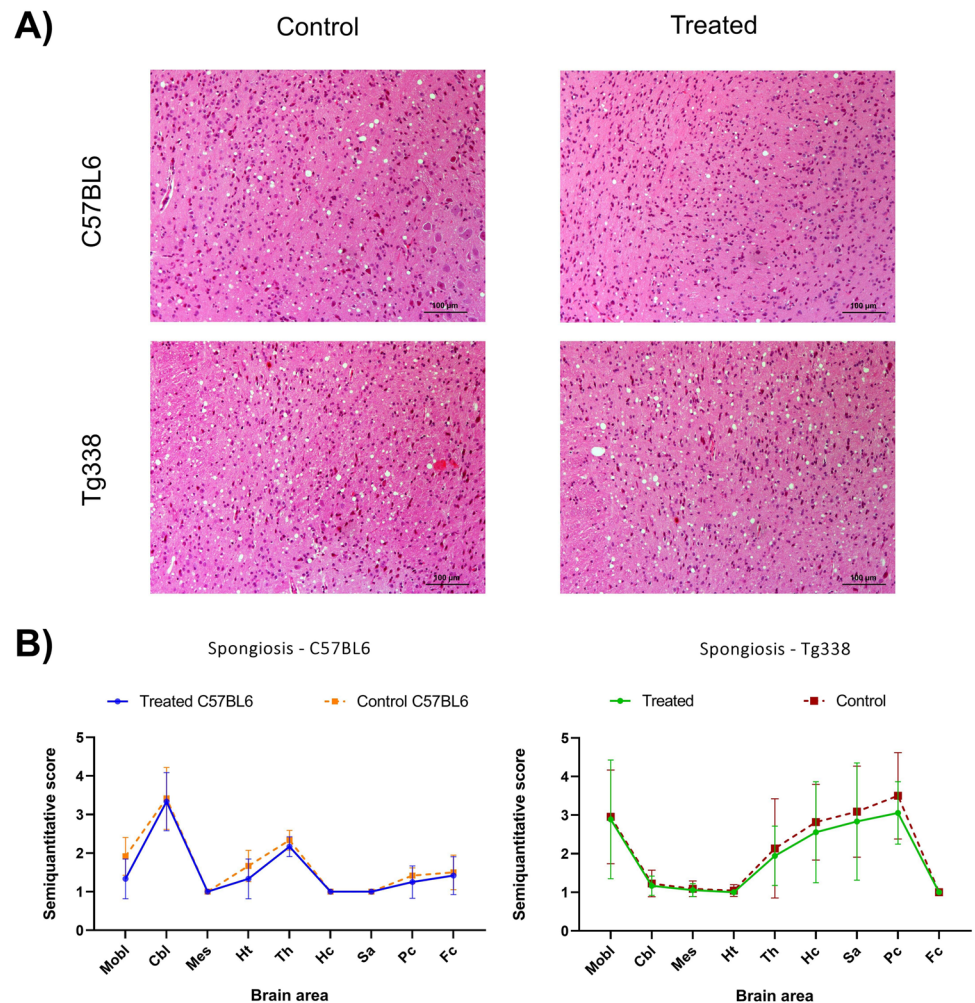 A)
Control
Treated
C57BL6
100 µm
100 µm
Tg338
100 µm
100 µm
B)
Spongiosis - C57BL6
Treated C57BL6
Control C57BL6
Semiquantitative score
5
4
3
2
1
0
Mobl
Cbl
Mes
Ht
Th
Hc
Sa
Pc
Fc
Brain area
Spongiosis - Tg338
Treated
Control
Semiquantitative score
5
4
3
2
1
0
Mobl
Cbl
Mes
Ht
Th
Hc
Sa
Pc
Fc
Brain area